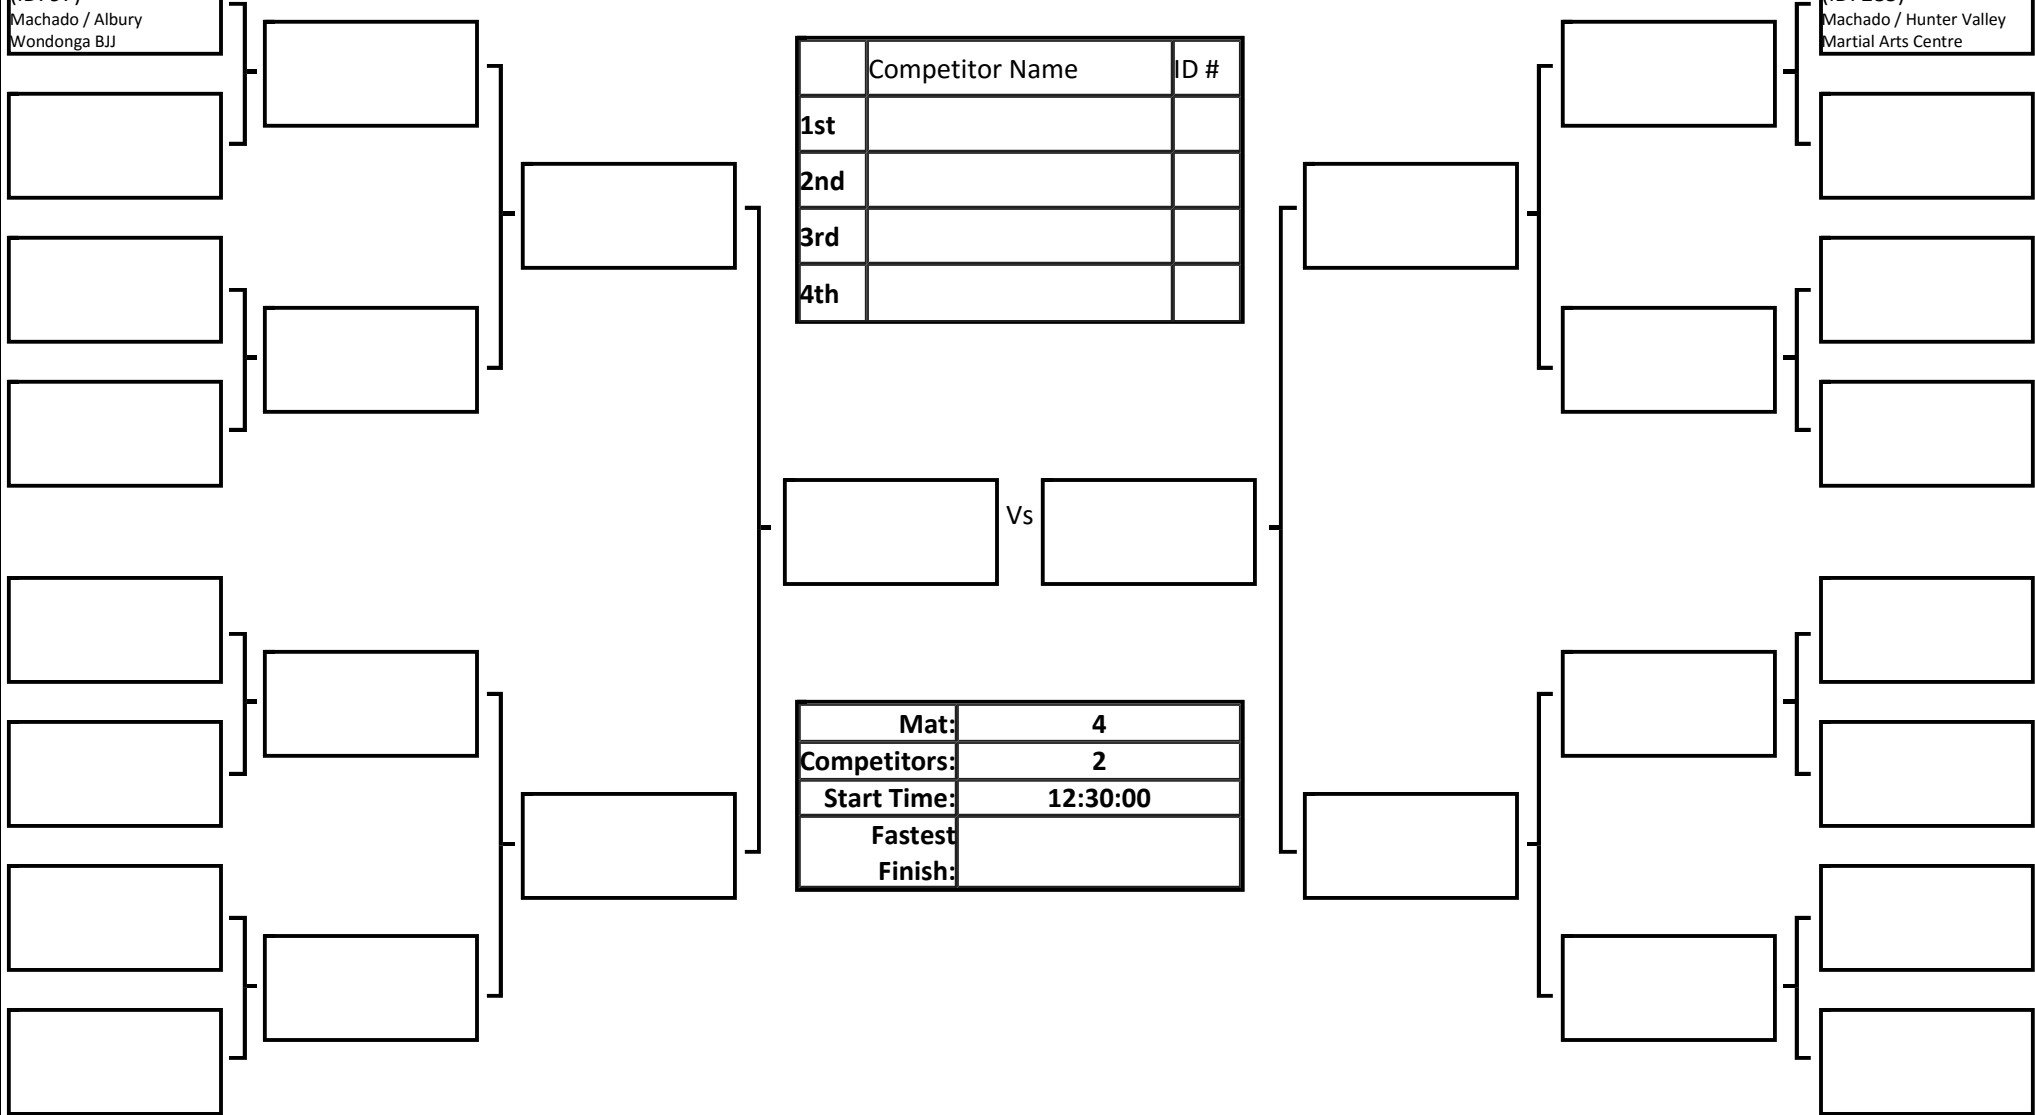 Machado / Albury
Wondonga BJJ
Machado / Hunter Valley
Martial Arts Centre
Competitor Name ID #
1st
2nd
3rd
4th
Vs
Mat: 4
Competitors: 2
Start Time: 12:30:00
Fastest
Finish: